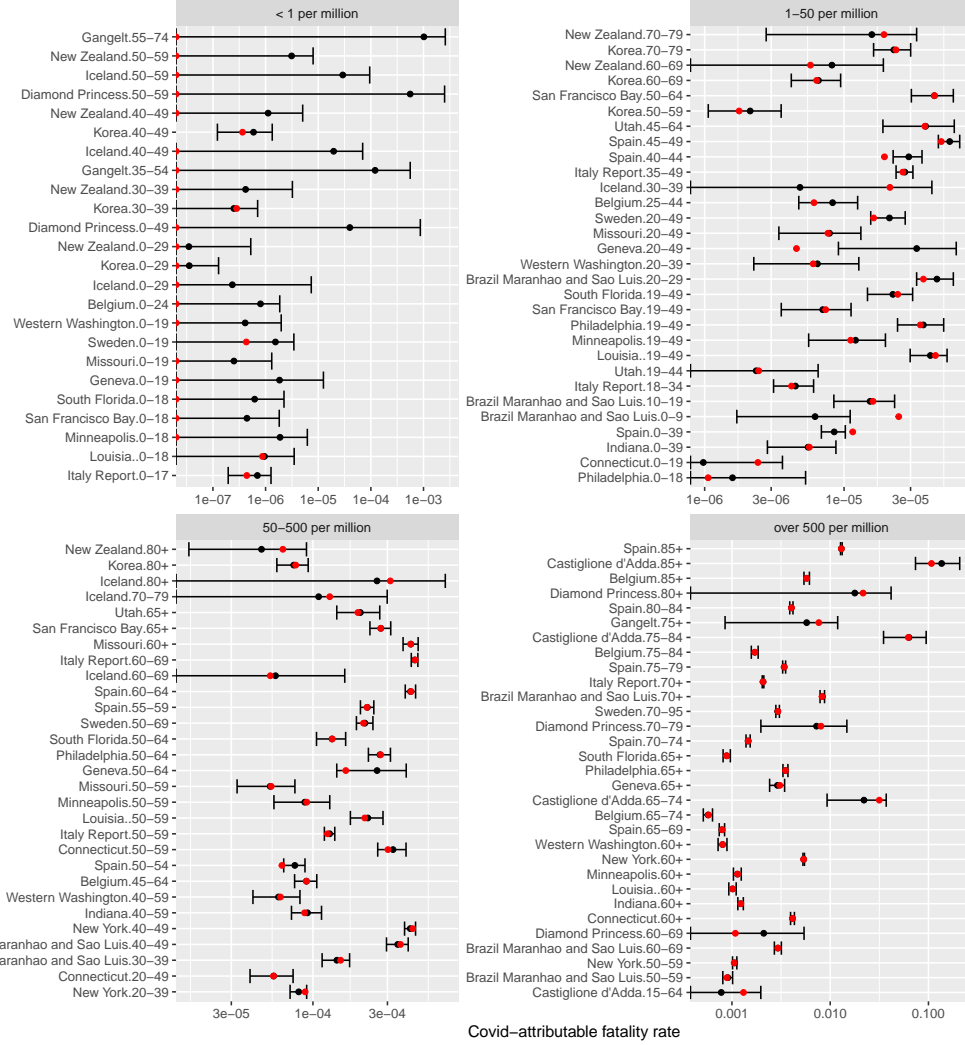 < 1 per million
Gangelt.55−74
New Zealand.50−59
Iceland.50−59
Diamond Princess.50−59
New Zealand.40−49
Korea.40−49
Iceland.40−49
Gangelt.35−54
New Zealand.30−39
Korea.30−39
Diamond Princess.0−49
New Zealand.0−29
Korea.0−29
Iceland.0−29
Belgium.0−24
Western Washington.0−19
Sweden.0−19
Missouri.0−19
Geneva.0−19
South Florida.0−18
San Francisco Bay.0−18
Minneapolis.0−18
Louisia..0−18
Italy Report.0−17
1e−07 1e−06 1e−05 1e−04 1e−03
1−50 per million
New Zealand.70−79
Korea.70−79
New Zealand.60−69
Korea.60−69
San Francisco Bay.50−64
Korea.50−59
Utah.45−64
Spain.45−49
Spain.40−44
Italy Report.35−49
Iceland.30−39
Belgium.25−44
Sweden.20−49
Missouri.20−49
Geneva.20−49
Western Washington.20−39
Brazil Maranhao and Sao Luis.20−29
South Florida.19−49
San Francisco Bay.19−49
Philadelphia.19−49
Minneapolis.19−49
Louisia..19−49
Utah.19−44
Italy Report.18−34
Brazil Maranhao and Sao Luis.10−19
Brazil Maranhao and Sao Luis.0−9
Spain.0−39
Indiana.0−39
Connecticut.0−19
Philadelphia.0−18
1e−06 3e−06 1e−05 3e−05
50−500 per million
New Zealand.80+
Korea.80+
Iceland.80+
Iceland.70−79
Utah.65+
San Francisco Bay.65+
Missouri.60+
Italy Report.60−69
Iceland.60−69
Spain.60−64
Spain.55−59
Sweden.50−69
South Florida.50−64
Philadelphia.50−64
Geneva.50−64
Missouri.50−59
Minneapolis.50−59
Louisia..50−59
Italy Report.50−59
Connecticut.50−59
Spain.50−54
Belgium.45−64
Western Washington.40−59
Indiana.40−59
New York.40−49
aranhao and Sao Luis.40−49
aranhao and Sao Luis.30−39
Connecticut.20−49
New York.20−39
3e−05 1e−04 3e−04
over 500 per million
Spain.85+
Castiglione d'Adda.85+
Belgium.85+
Diamond Princess.80+
Spain.80−84
Gangelt.75+
Castiglione d'Adda.75−84
Belgium.75−84
Spain.75−79
Italy Report.70+
Brazil Maranhao and Sao Luis.70+
Sweden.70−95
Diamond Princess.70−79
Spain.70−74
South Florida.65+
Philadelphia.65+
Geneva.65+
Castiglione d'Adda.65−74
Belgium.65−74
Spain.65−69
Western Washington.60+
New York.60+
Minneapolis.60+
Louisia..60+
Indiana.60+
Connecticut.60+
Diamond Princess.60−69
Brazil Maranhao and Sao Luis.60−69
New York.50−59
Brazil Maranhao and Sao Luis.50−59
Castiglione d'Adda.15−64
0.001 0.010 0.100
Covid−attributable fatality rate